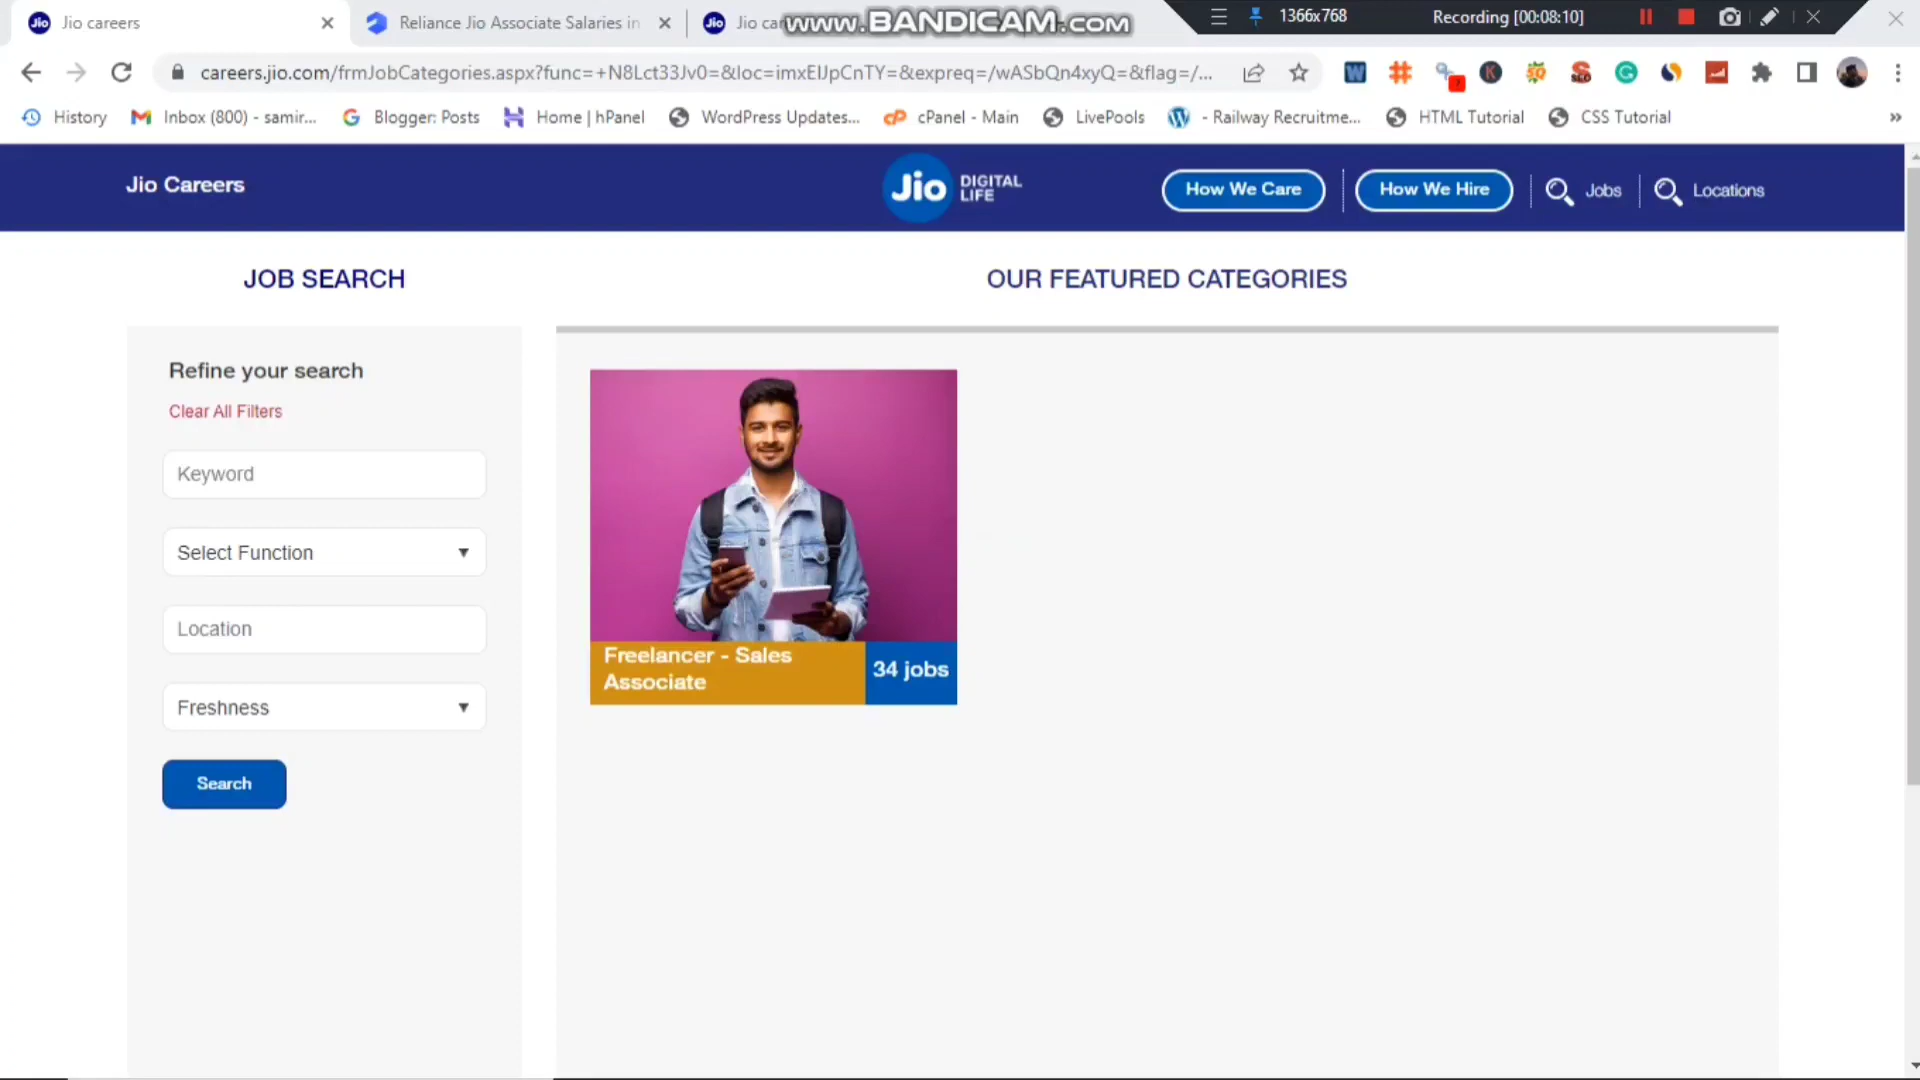 Jio careers
Reliance Jio Associate Salaries in
Jio ca
www.BANDICAM.com
1366x768
Recording [00:08:10]
careers.jio.com/frmJobCategories.aspx?func=+N8Lct33Jv0=&loc=imxEIJpCnTY=&expreq=/wASbQn4xyQ=&flag=/...
History
Inbox (800) - samir...
Blogger: Posts
Home | hPanel
WordPress Updates...
cPanel - Main
LivePools
- Railway Recruitme...
HTML Tutorial
CSS Tutorial
Jio Careers
Jio DIGITAL LIFE
How We Care
How We Hire
Jobs
Locations
JOB SEARCH
OUR FEATURED CATEGORIES
Refine your search
Clear All Filters
Keyword
Select Function
Location
Freshness
Search
Freelancer - Sales
Associate
34 jobs